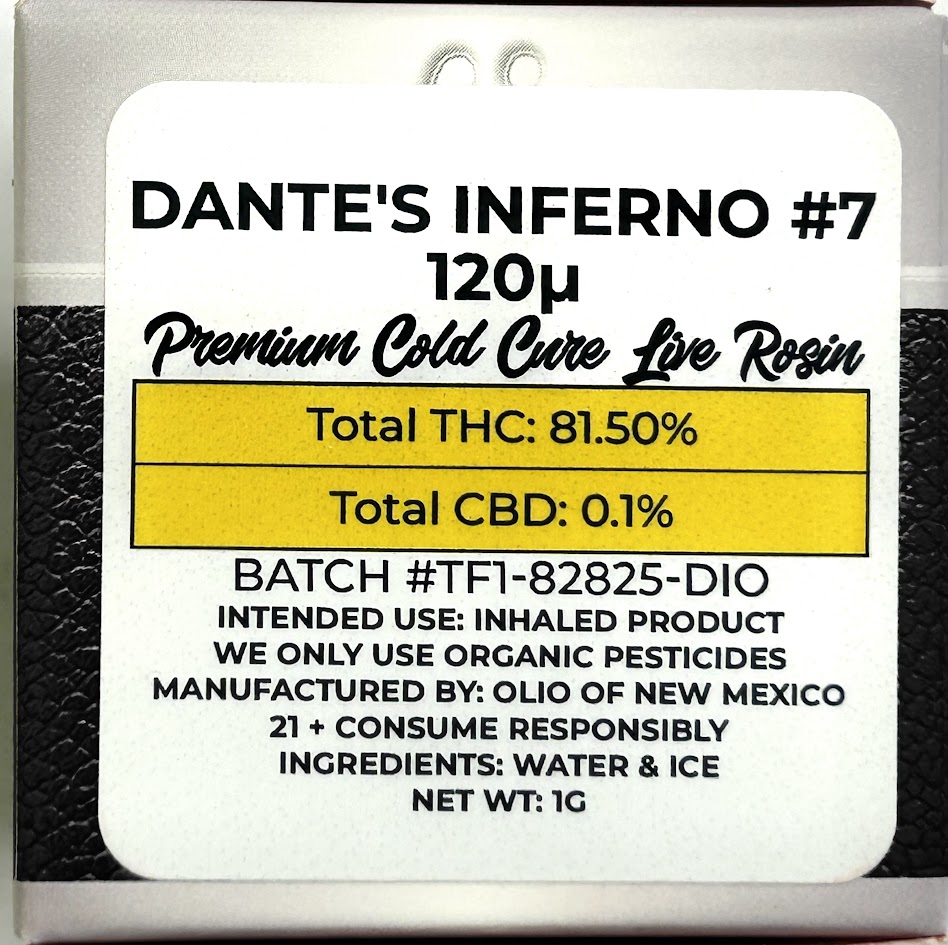 DANTE'S INFERNO #7
120µ
Premium Cold Cure Live Rosin
Total THC: 81.50%
Total CBD: 0.1%
BATCH #TF1-82825-DIO
INTENDED USE: INHALED PRODUCT
WE ONLY USE ORGANIC PESTICIDES
MANUFACTURED BY: OLIO OF NEW MEXICO
21 + CONSUME RESPONSIBLY
INGREDIENTS: WATER & ICE
NET WT: 1G